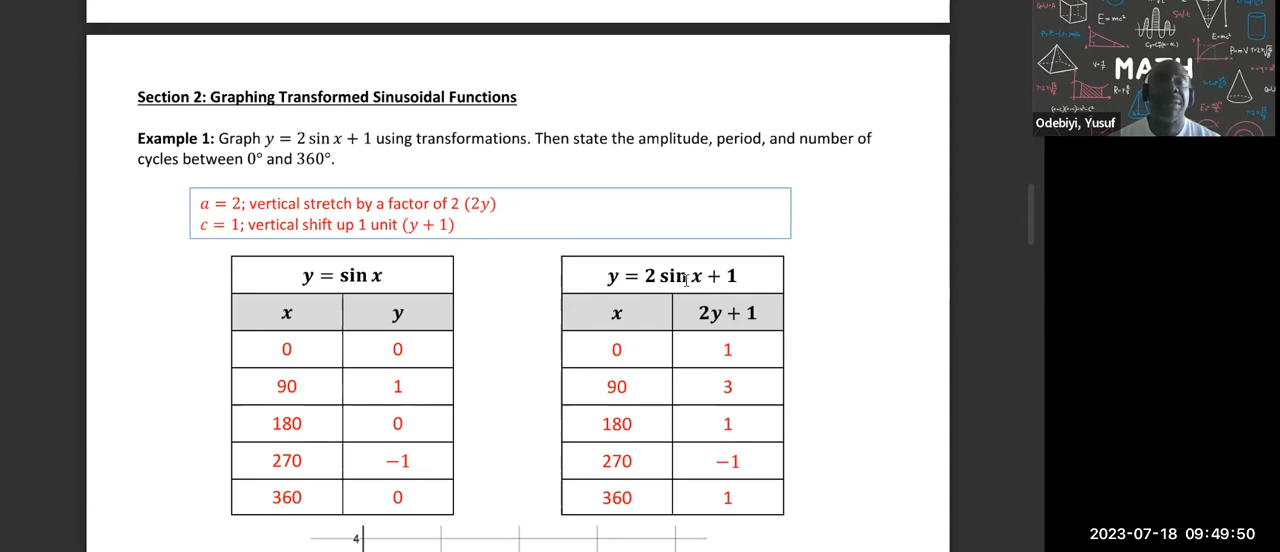 Section 2: Graphing Transformed Sinusoidal Functions
Example 1: Graph y = 2 sin x + 1 using transformations. Then state the amplitude, period, and number of
cycles between 0° and 360°.
a = 2; vertical stretch by a factor of 2 (2y)
c = 1; vertical shift up 1 unit (y + 1)
y = sin x
x y
0 0
90 1
180 0
270 −1
360 0
y = 2 sin x + 1
x 2y + 1
0 1
90 3
180 1
270 −1
360 1
4
E=mc²
MATH
Odebiyi, Yusuf
2023-07-18 09:49:50